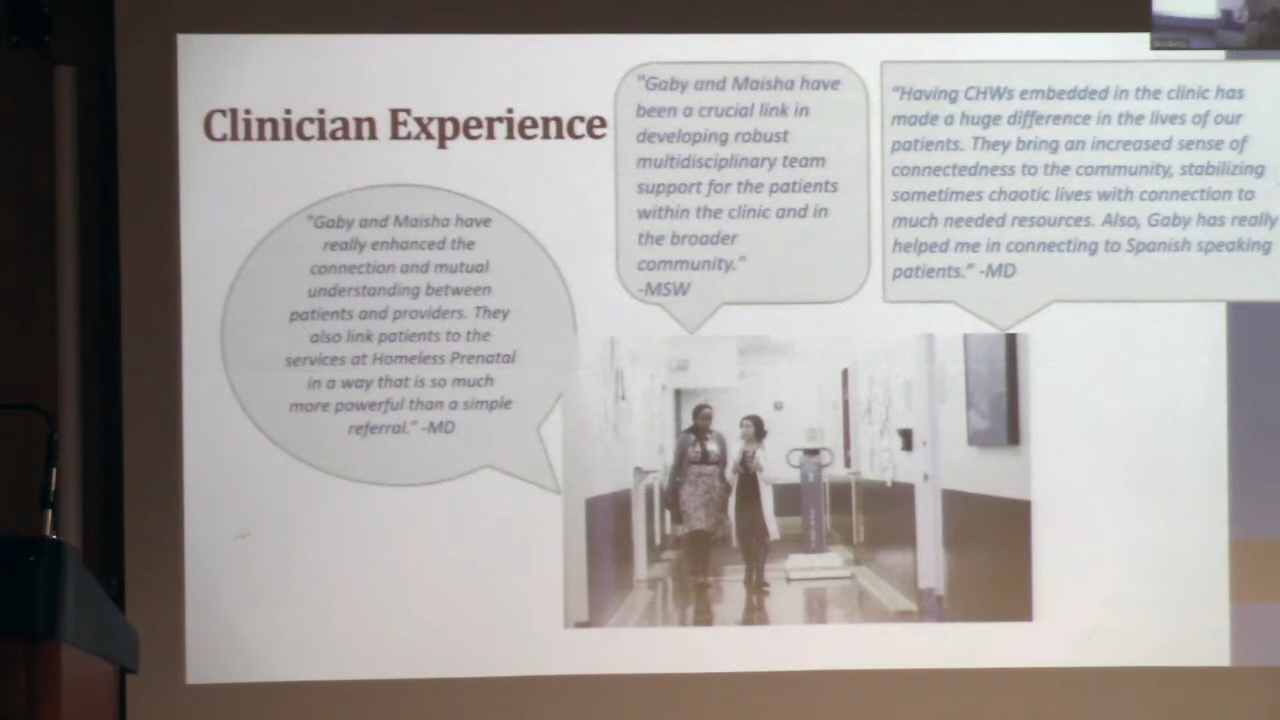 Clinician Experience
"Gaby and Maisha have
really enhanced the
connection and mutual
understanding between
patients and providers. They
also link patients to the
services at Homeless Prenatal
in a way that is so much
more powerful than a simple
referral." -MD
"Gaby and Maisha have
been a crucial link in
developing robust
multidisciplinary team
support for the patients
within the clinic and in
the broader
community."
-MSW
"Having CHWs embedded in the clinic has
made a huge difference in the lives of our
patients. They bring an increased sense of
connectedness to the community, stabilizing
sometimes chaotic lives with connection to
much needed resources. Also, Gaby has really
helped me in connecting to Spanish speaking
patients." -MD